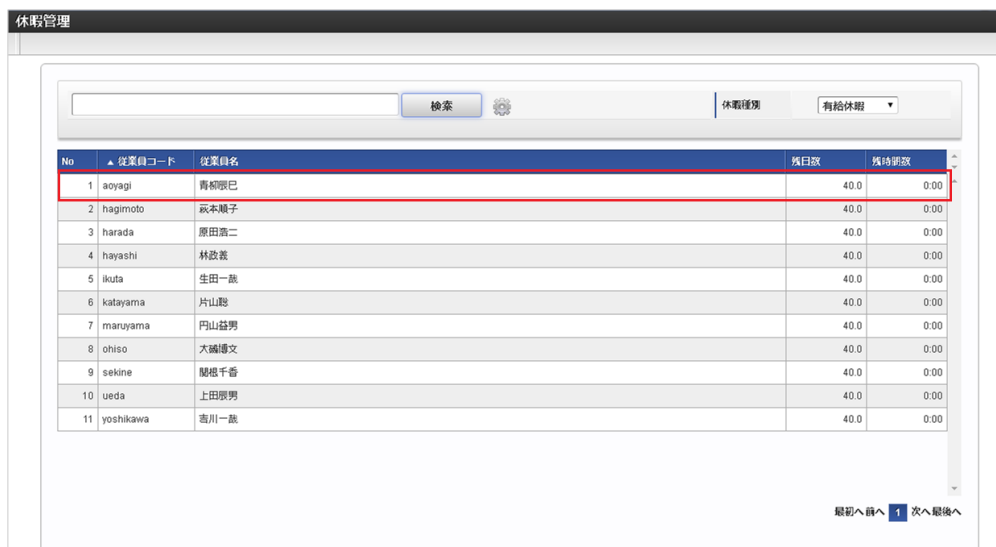 休暇管理
検索 休暇種別 有給休暇 ▼
No ▲ 従業員コード 従業員名 残日数 残時間数
1 aoyagi 青柳辰巳 40.0 0:00
2 hagimoto 萩本順子 40.0 0:00
3 harada 原田浩二 40.0 0:00
4 hayashi 林政義 40.0 0:00
5 ikuta 生田一哉 40.0 0:00
6 katayama 片山聡 40.0 0:00
7 maruyama 円山益男 40.0 0:00
8 ohiso 大磯博文 40.0 0:00
9 sekine 関根千香 40.0 0:00
10 ueda 上田辰男 40.0 0:00
11 yoshikawa 吉川一哉 40.0 0:00
最初へ 前へ 1 次へ 最後へ